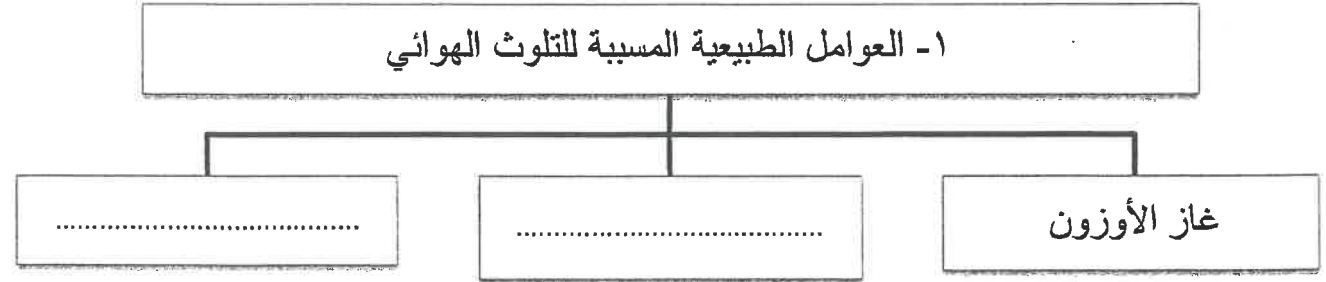 ١- العوامل الطبيعية المسببة للتلوث الهوائي
غاز الأوزون
......................................
......................................